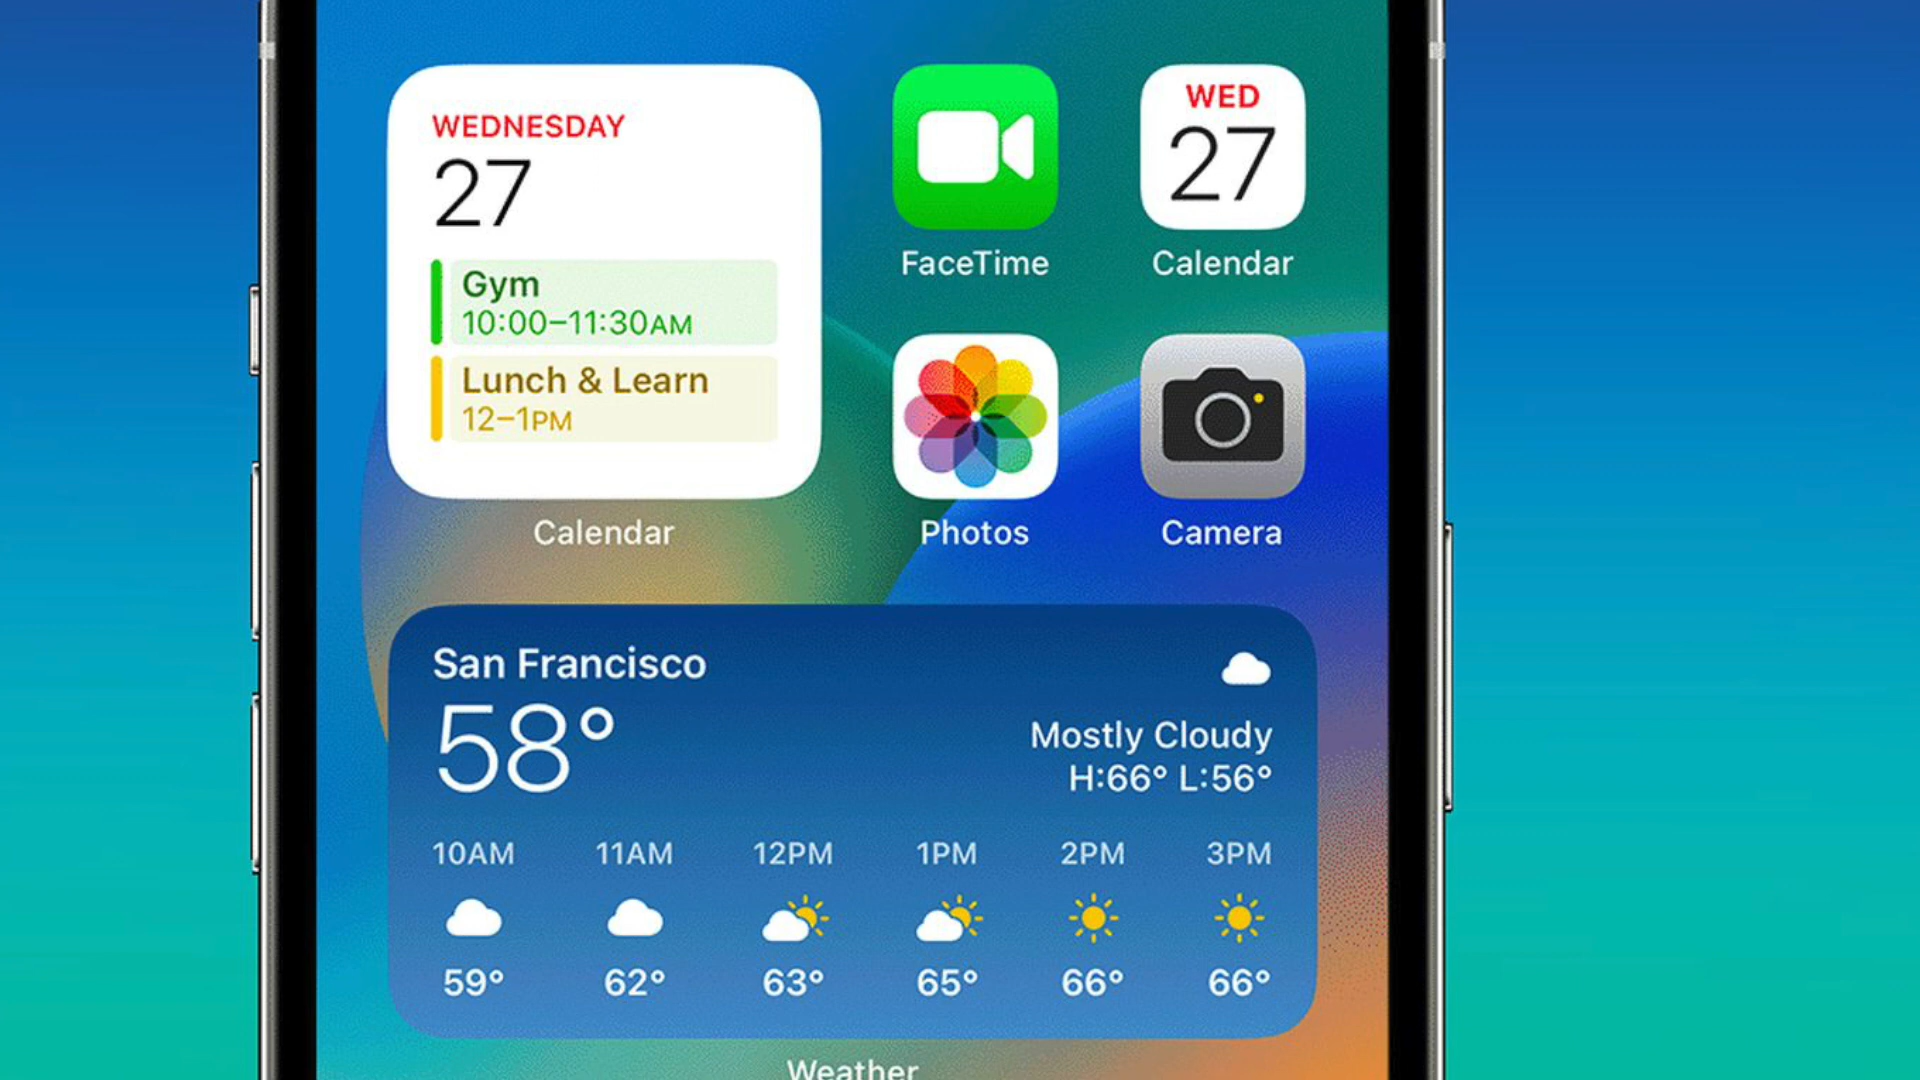 WEDNESDAY
27
Gym
10:00–11:30AM
Lunch & Learn
12–1PM
Calendar
FaceTime
WED
27
Calendar
Photos
Camera
San Francisco
58°
Mostly Cloudy
H:66° L:56°
10AM 11AM 12PM 1PM 2PM 3PM
59° 62° 63° 65° 66° 66°
Weather